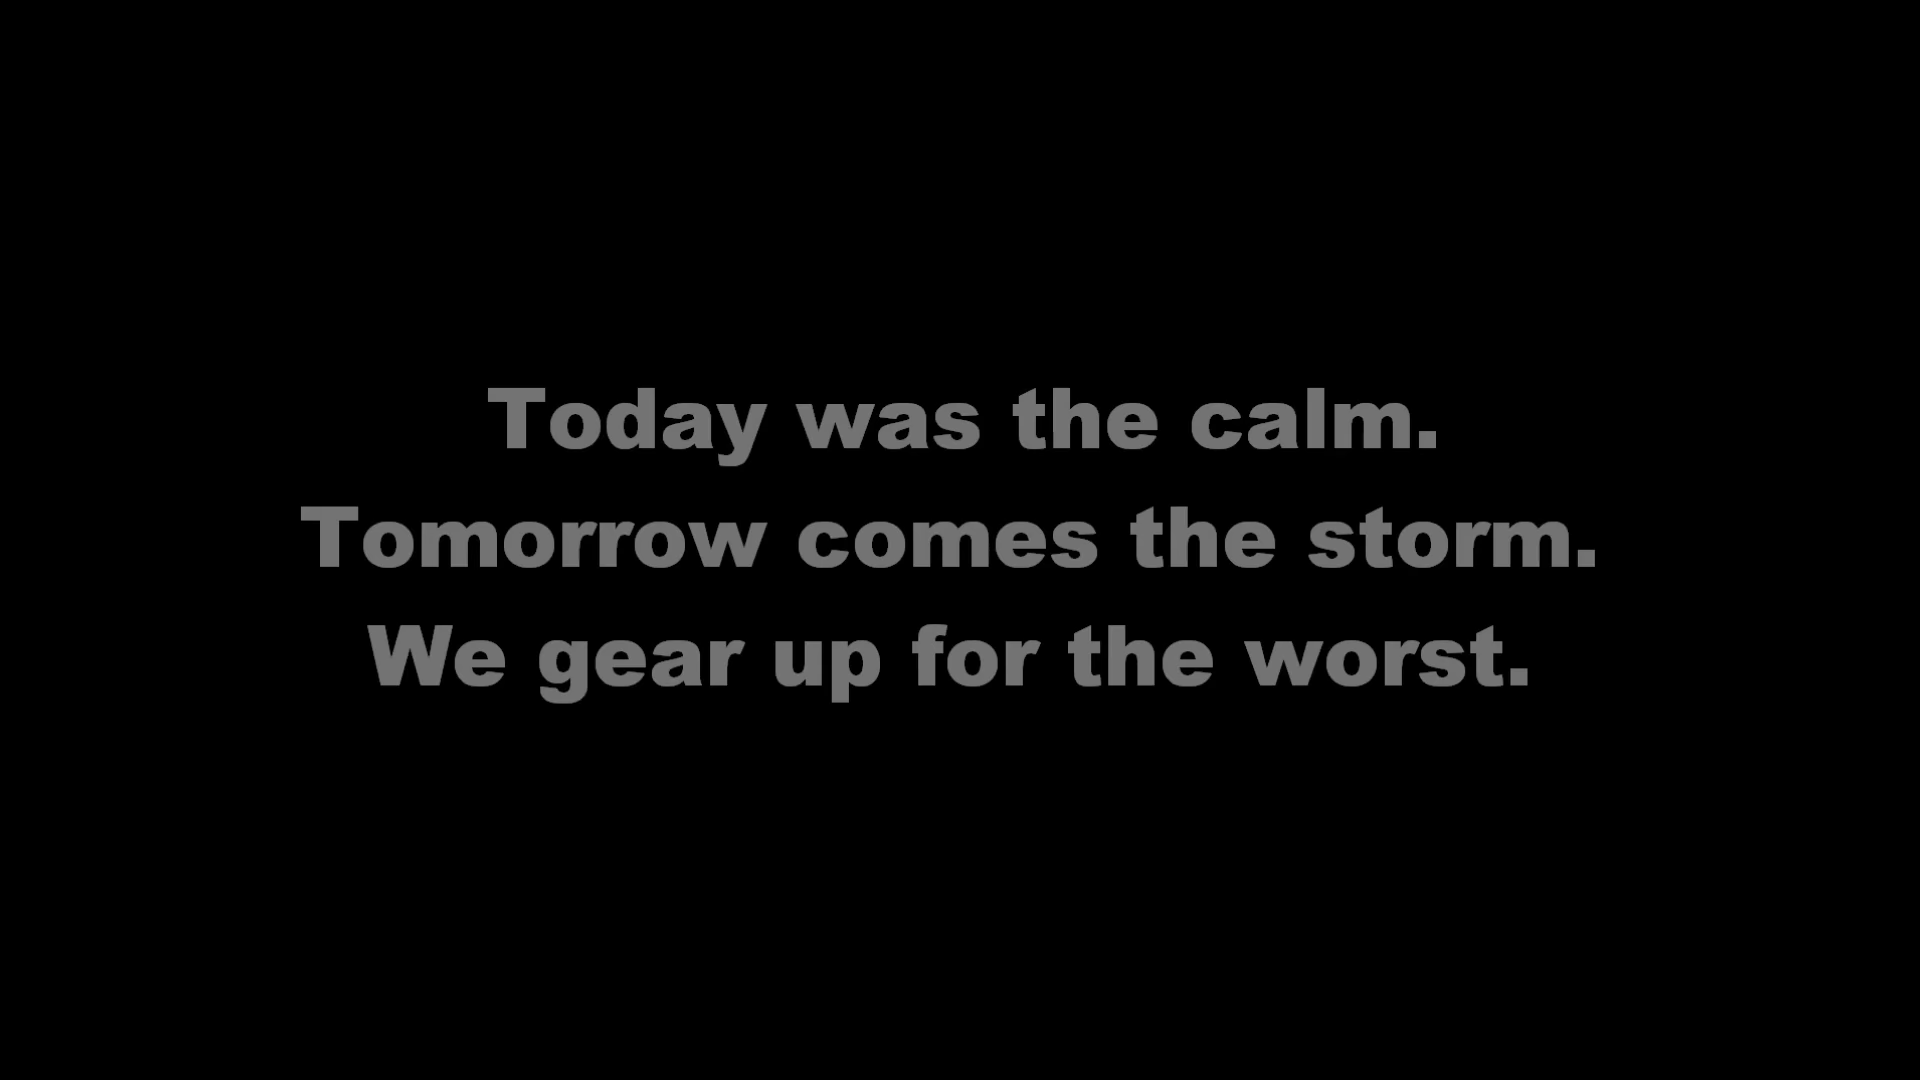 Today was the calm.
Tomorrow comes the storm.
We gear up for the worst.